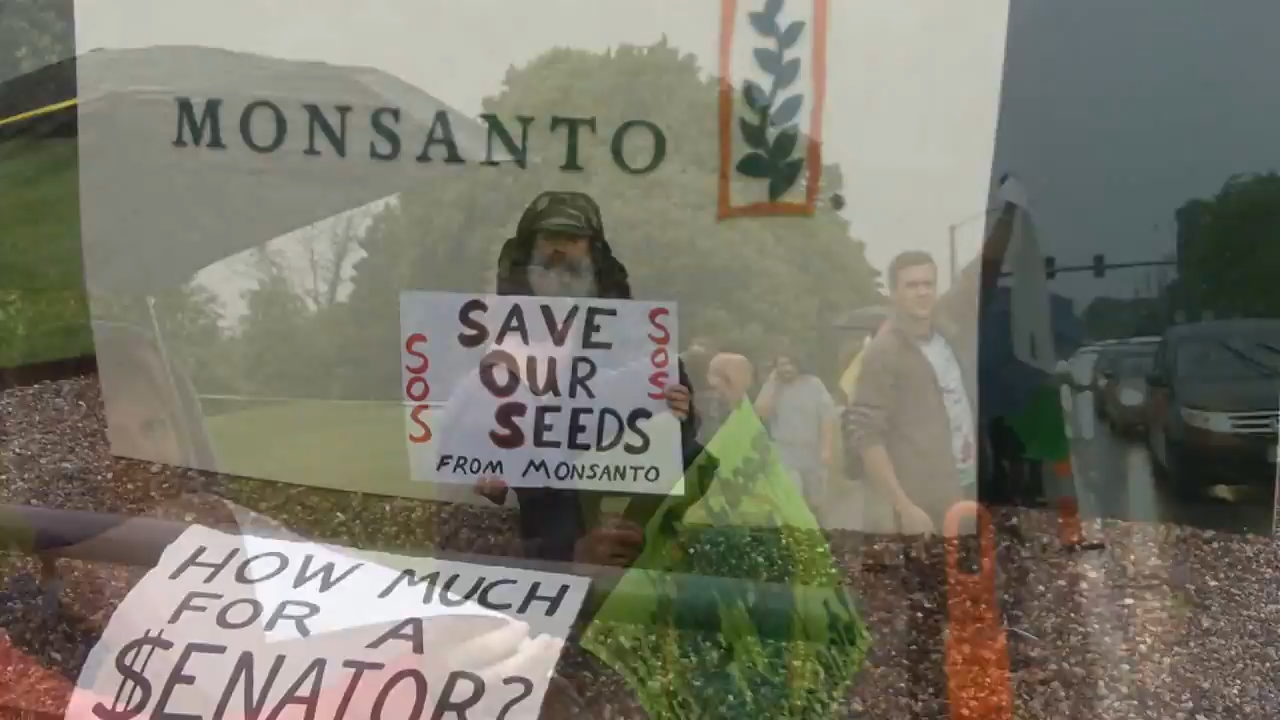 MONSANTO
SAVE
OUR
SEEDS
FROM MONSANTO
SOS
SOS
HOW MUCH
FOR A
$ENATOR?